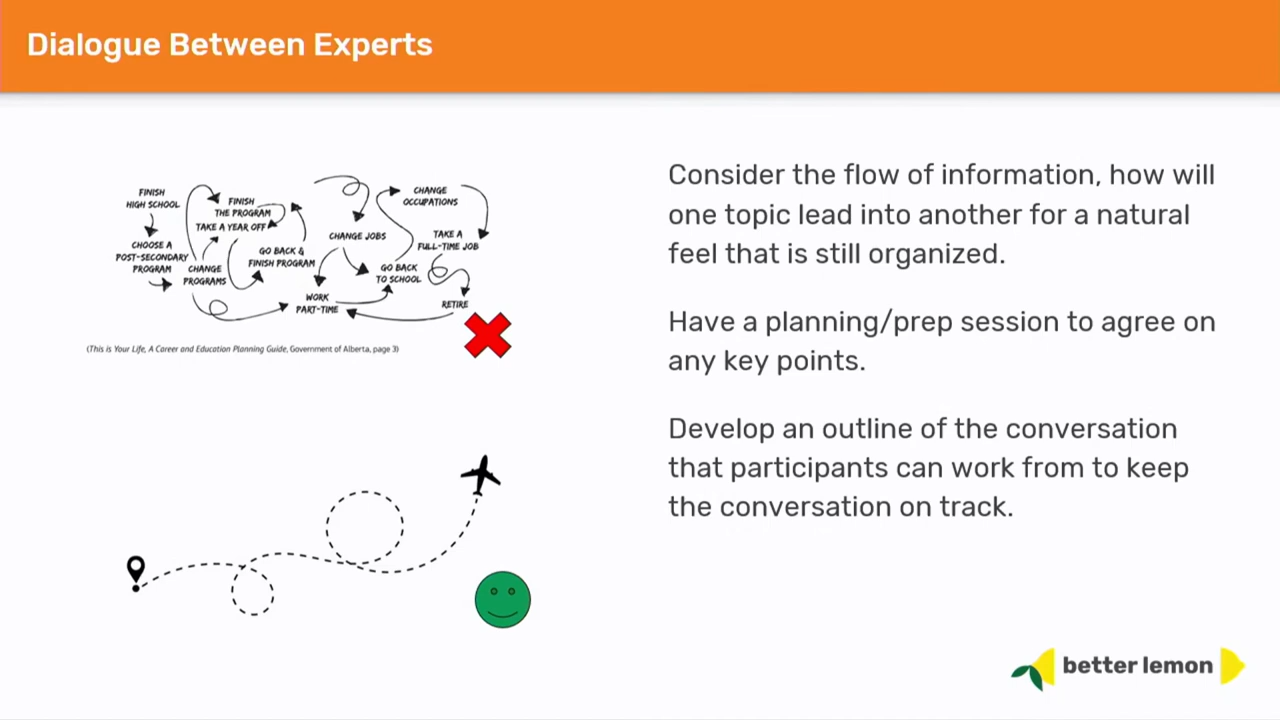 Dialogue Between Experts
FINISH
HIGH SCHOOL
CHOOSE A
POST-SECONDARY
PROGRAM
CHANGE
PROGRAMS
FINISH
THE PROGRAM
TAKE A YEAR OFF
GO BACK &
FINISH PROGRAM
WORK
PART-TIME
CHANGE JOBS
GO BACK
TO SCHOOL
CHANGE
OCCUPATIONS
TAKE A
FULL-TIME JOB
RETIRE
(This is Your Life, A Career and Education Planning Guide, Government of Alberta, page 3)
Consider the flow of information, how will
one topic lead into another for a natural
feel that is still organized.
Have a planning/prep session to agree on
any key points.
Develop an outline of the conversation
that participants can work from to keep
the conversation on track.
better lemon